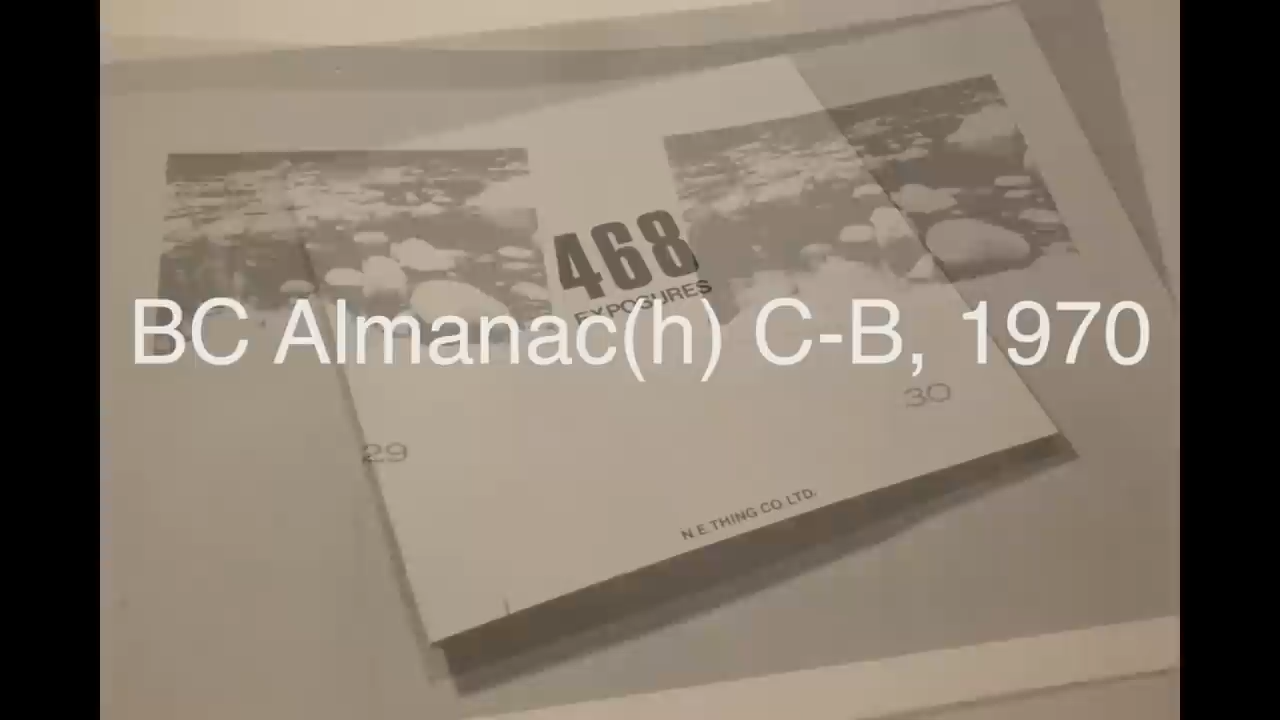 468
EXPOSURES
BC Almanac(h) C-B, 1970
30
29
N.E. THING CO. LTD.